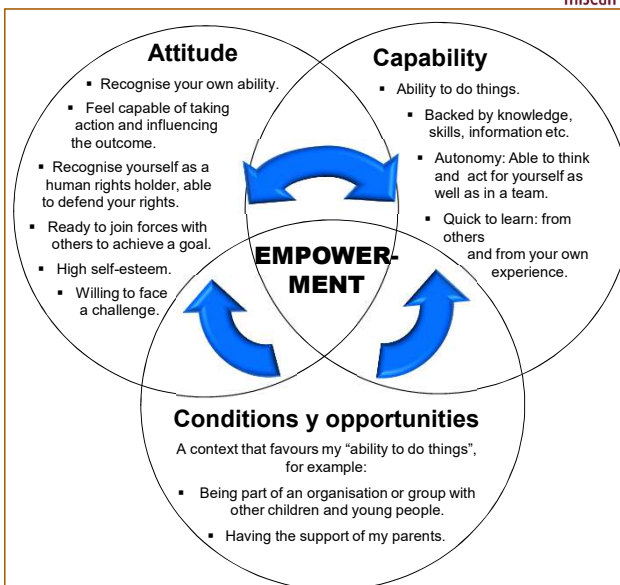 Attitude
▪ Recognise your own ability.
▪ Feel capable of taking
action and influencing
the outcome.
▪ Recognise yourself as a
human rights holder, able
to defend your rights.
▪ Ready to join forces with
others to achieve a goal.
▪ High self-esteem.
▪ Willing to face
a challenge.
Capability
▪ Ability to do things.
▪ Backed by knowledge,
skills, information etc.
▪ Autonomy: Able to think
and act for yourself as
well as in a team.
▪ Quick to learn: from
others
and from your own
experience.
EMPOWER-
MENT
Conditions y opportunities
A context that favours my “ability to do things”,
for example:
▪ Being part of an organisation or group with
other children and young people.
▪ Having the support of my parents.